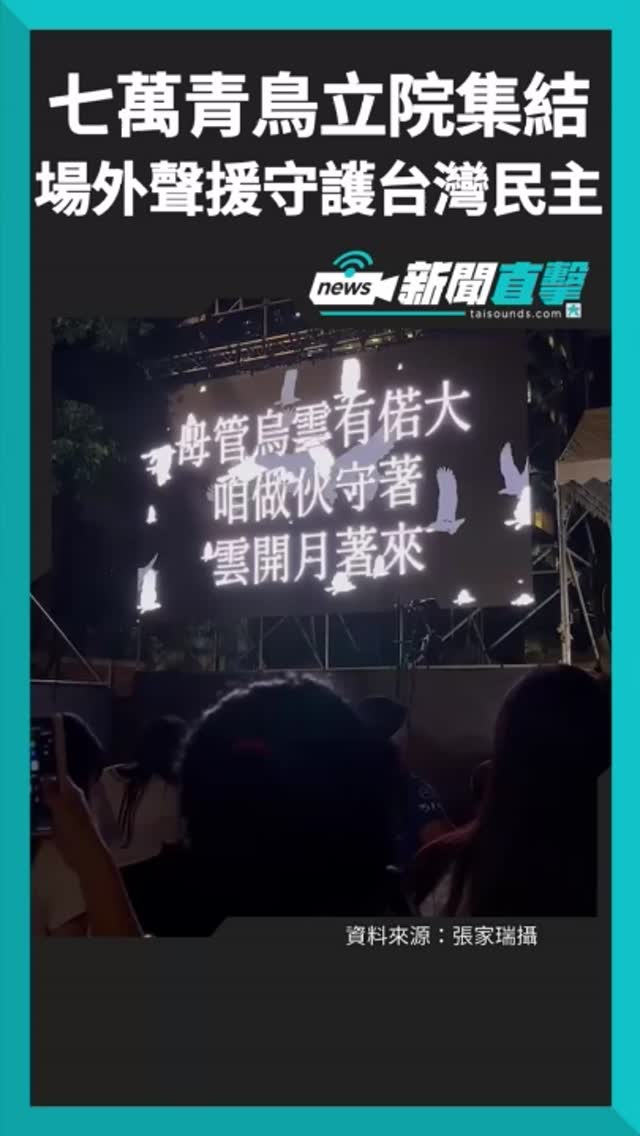 七萬青鳥立院集結
場外聲援守護台灣民主
news 新聞直擊
taisounds.com
毋管烏雲有偌大
咱做伙守著
雲開月著來
資料來源：張家瑞攝